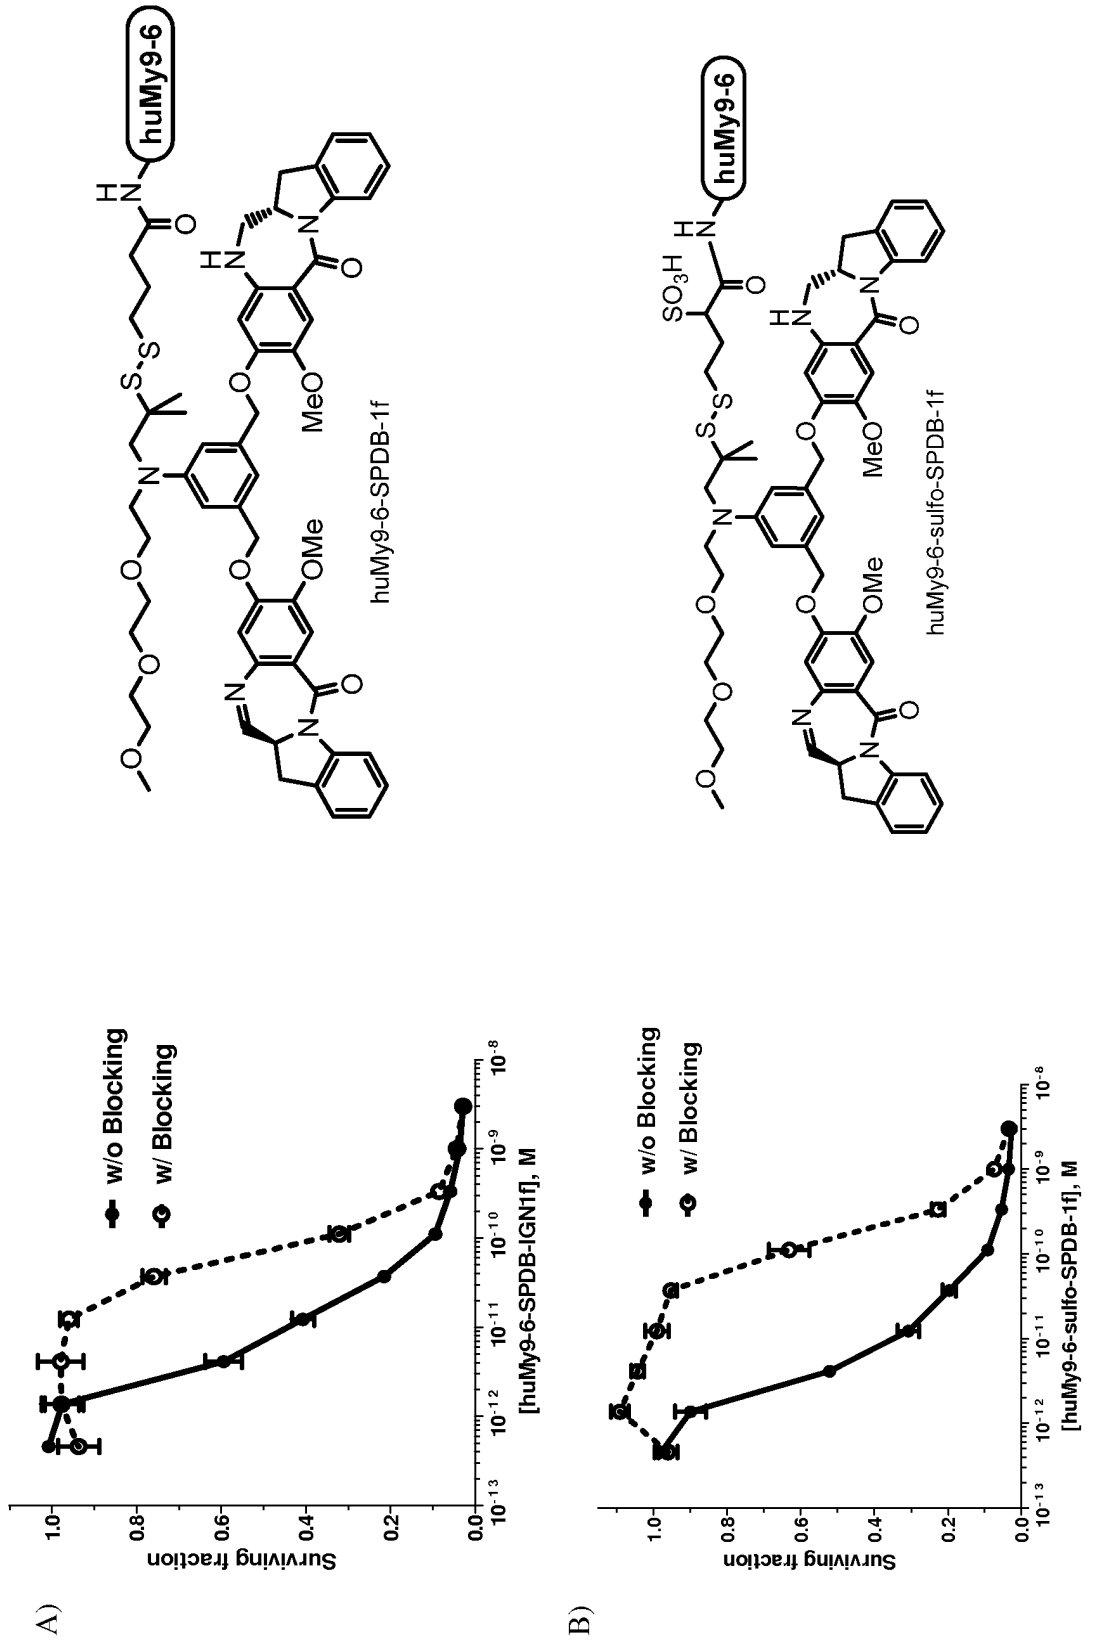 A)
Surviving fraction
1.0
0.8
0.6
0.4
0.2
0.0
10-13
10-12
10-11
10-10
10-9
10-8
[huMy9-6-SPDB-IGN1f], M
w/o Blocking
w/ Blocking
huMy9-6
H
N
O
S
S
N
O
O
O
O
O
MeO
OMe
H
N
N
O
N
N
O
huMy9-6-SPDB-1f
B)
Surviving fraction
1.0
0.8
0.6
0.4
0.2
0.0
10-13
10-12
10-11
10-10
10-9
10-8
[huMy9-6-sulfo-SPDB-1f], M
w/o Blocking
w/ Blocking
huMy9-6
H
N
SO3H
O
S
S
N
O
O
O
O
O
MeO
OMe
H
N
N
O
N
N
O
huMy9-6-sulfo-SPDB-1f